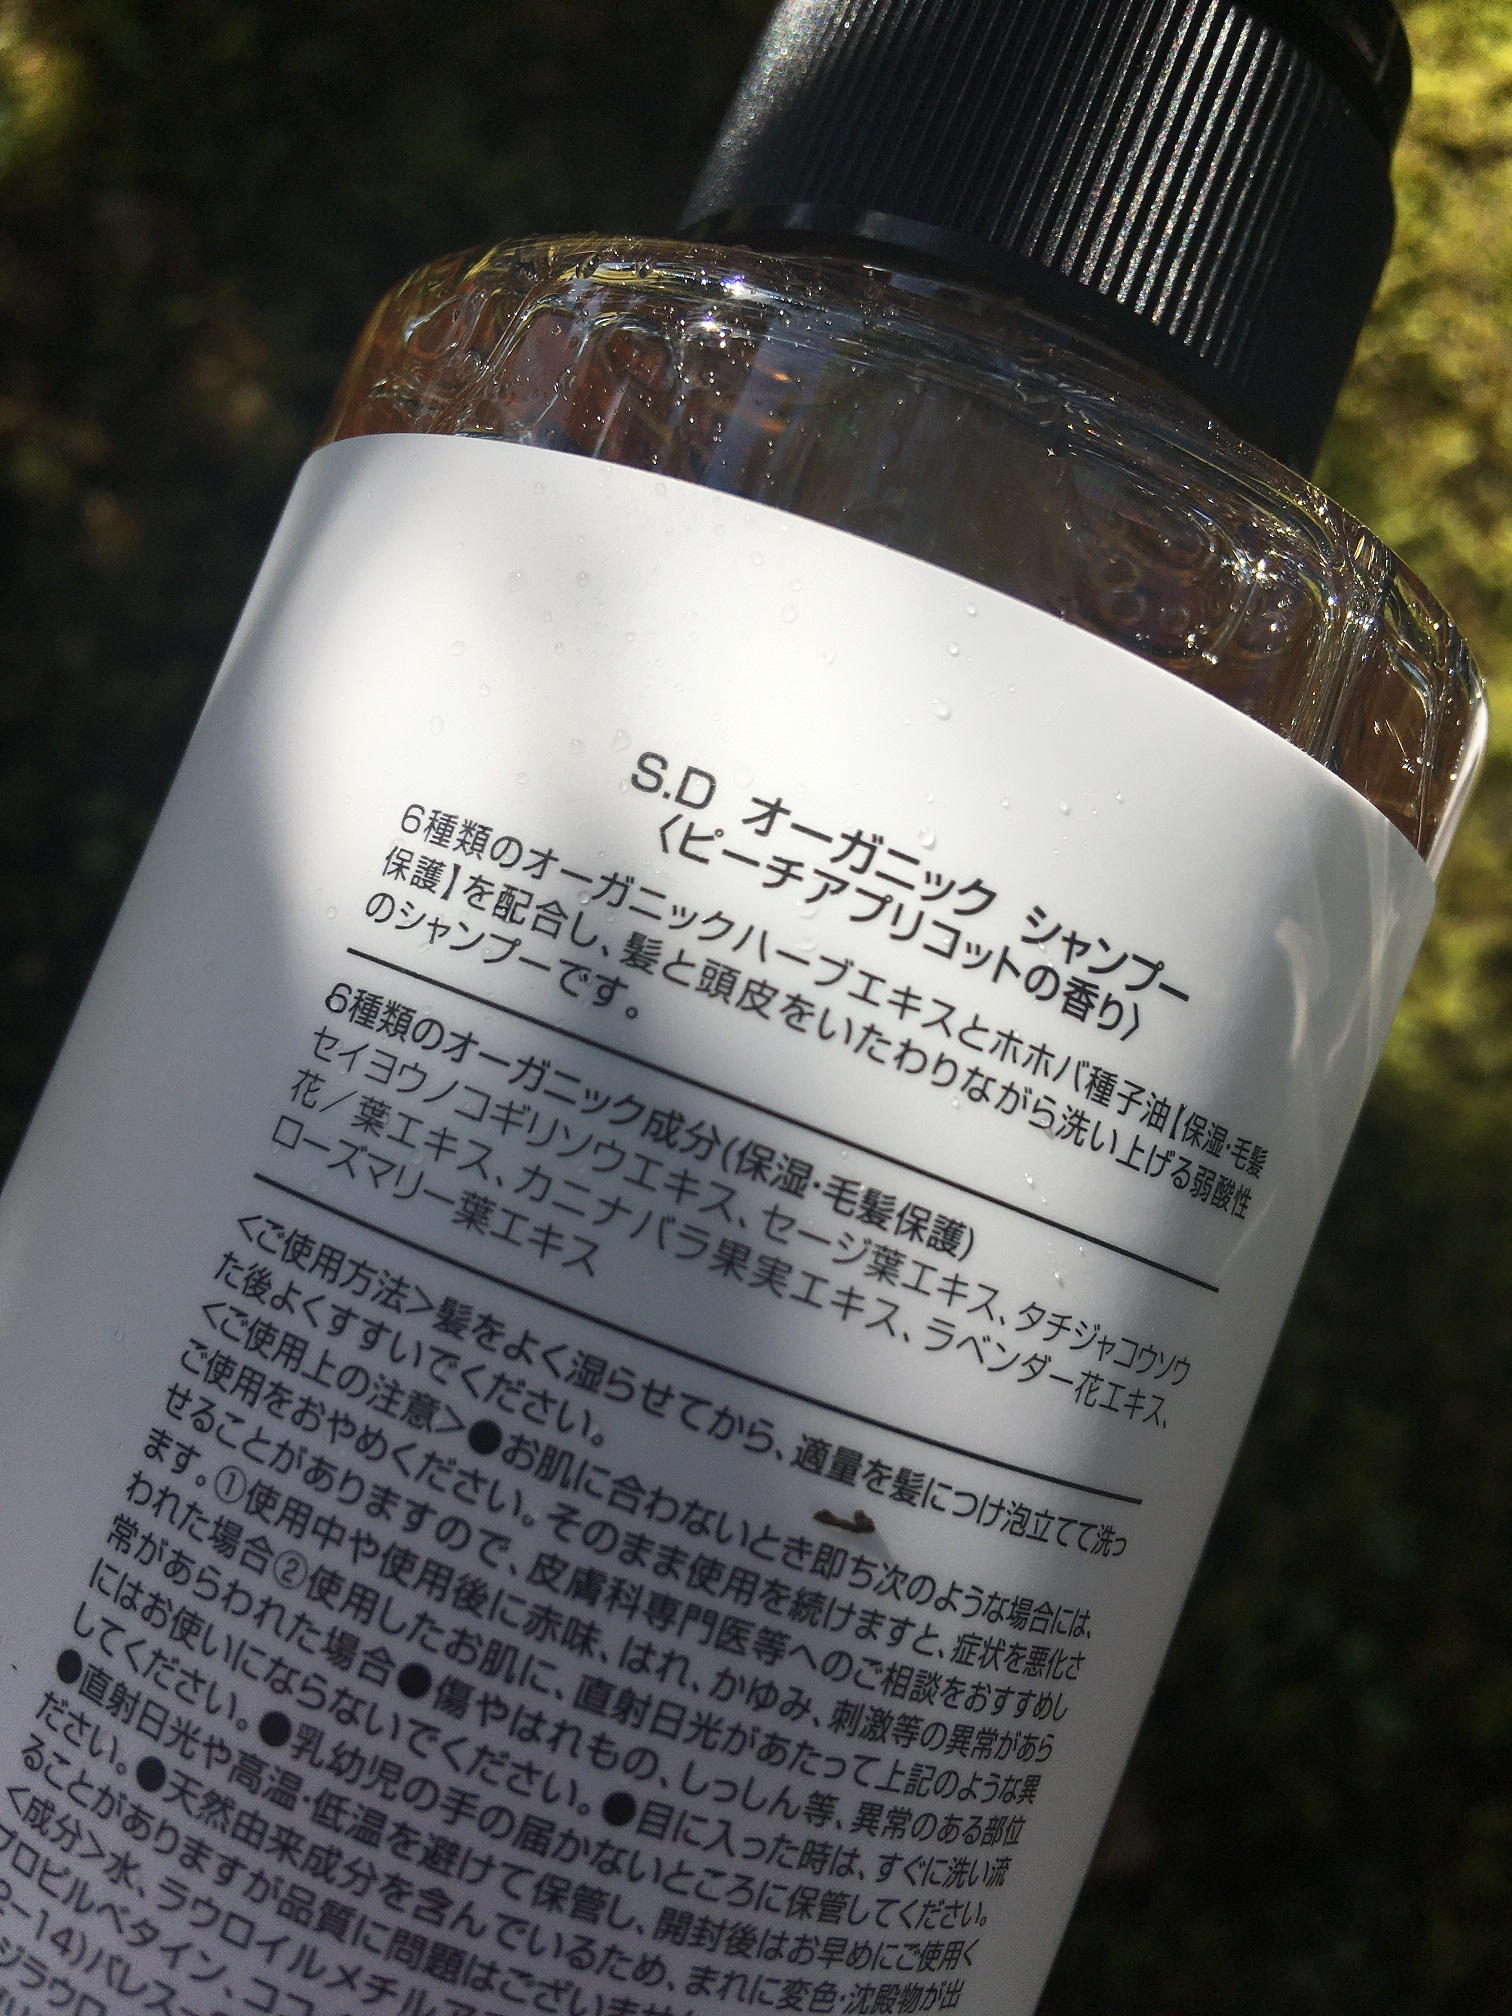 S.D オーガニック シャンプー
〈ピーチアプリコットの香り〉
6種類のオーガニックハーブエキスとホホバ種子油【保湿・毛髪
保護】を配合し、髪と頭皮をいたわりながら洗い上げる弱酸性
のシャンプーです。
6種類のオーガニック成分(保湿・毛髪保護)
セイヨウノコギリソウエキス、セージ葉エキス、タチジャコウソウ
花／葉エキス、カニナバラ果実エキス、ラベンダー花エキス、
ローズマリー葉エキス
＜ご使用方法＞髪をよく湿らせてから、適量を髪につけ泡立てて洗っ
た後よくすすいでください。
＜ご使用上の注意＞●お肌に合わないとき即ち次のような場合には、
ご使用をおやめください。そのまま使用を続けますと、症状を悪化さ
せることがありますので、皮膚科専門医等へのご相談をおすすめし
ます。①使用中や使用後に赤味、はれ、かゆみ、刺激等の異常があら
われた場合②使用したお肌に、直射日光があたって上記のような異
常があらわれた場合●傷やはれもの、しっしん等、異常のある部位
にはお使いにならないでください。●目に入った時は、すぐに洗い流
してください。●乳幼児の手の届かないところに保管してください。
●直射日光や高温・低温を避けて保管し、開封後はお早めにご使用く
ださい。●天然由来成分を含んでいるため、まれに変色・沈殿物が出
ることがありますが品質に問題はございません
＜成分＞水、ラウロイルメチルア
プロピルベタイン、ココ
-14)パレス-
ジラウロ